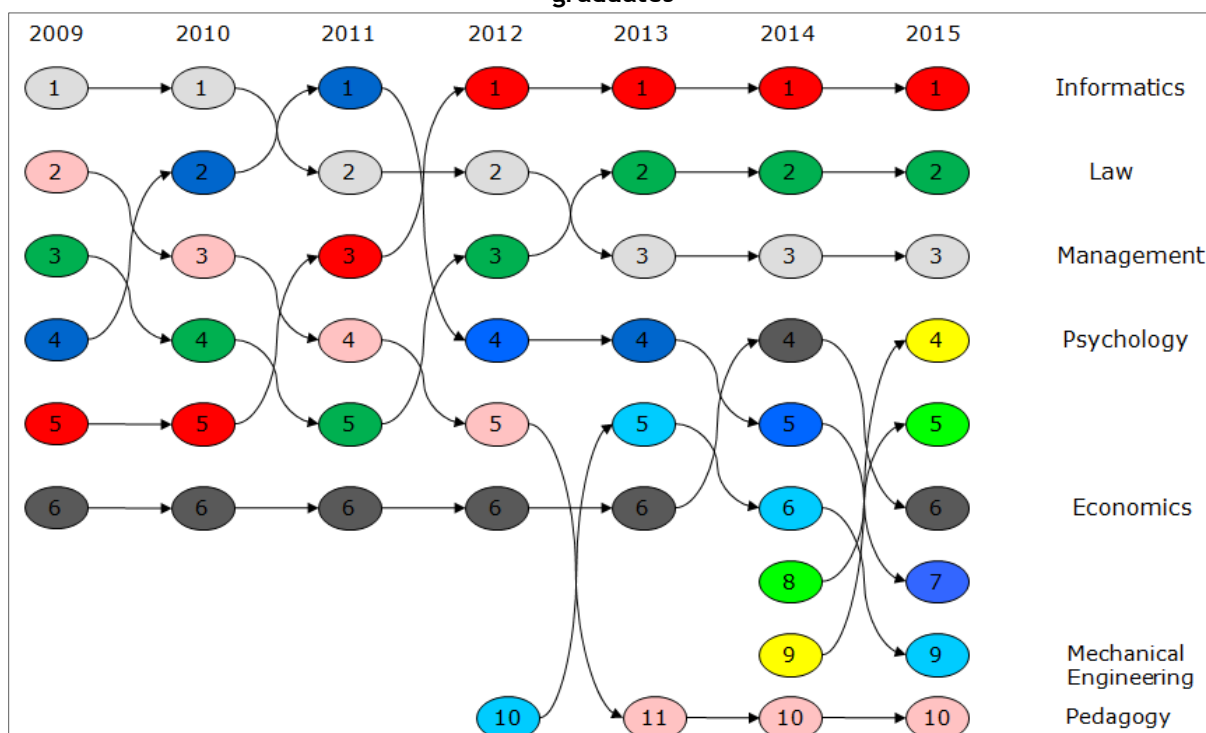 graduates
2009 2010 2011 2012 2013 2014 2015
1 1 1 1 1 1 1 Informatics
2 2 2 2 2 2 2 Law
3 3 3 3 3 3 3 Management
4 4 4 4 4 4 4 Psychology
5 5 5 5 5 5 5
6 6 6 6 6 6 6 Economics
8 7
9 9 Mechanical
Engineering
10 11 10 10 Pedagogy